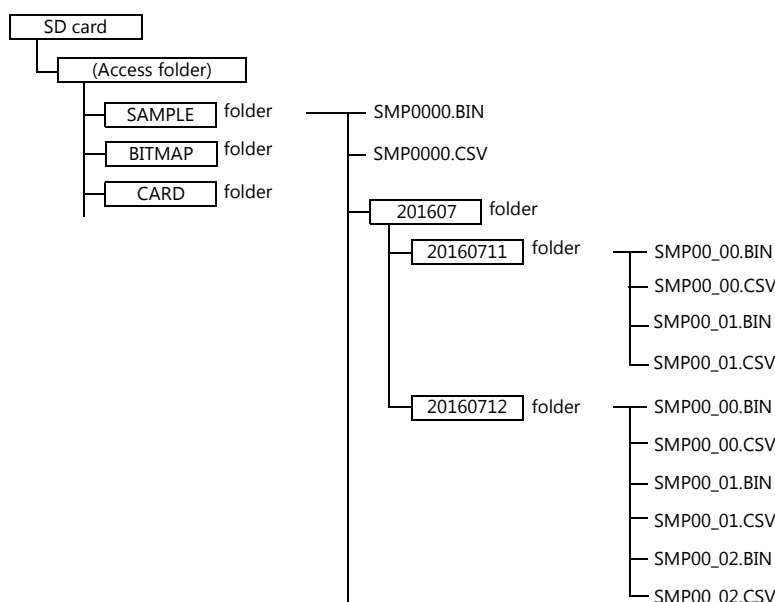 SD card
(Access folder)
SAMPLE folder
SMP0000.BIN
BITMAP folder
SMP0000.CSV
CARD folder
201607 folder
20160711 folder
SMP00_00.BIN
SMP00_00.CSV
SMP00_01.BIN
SMP00_01.CSV
20160712 folder
SMP00_00.BIN
SMP00_00.CSV
SMP00_01.BIN
SMP00_01.CSV
SMP00_02.BIN
SMP00_02.CSV